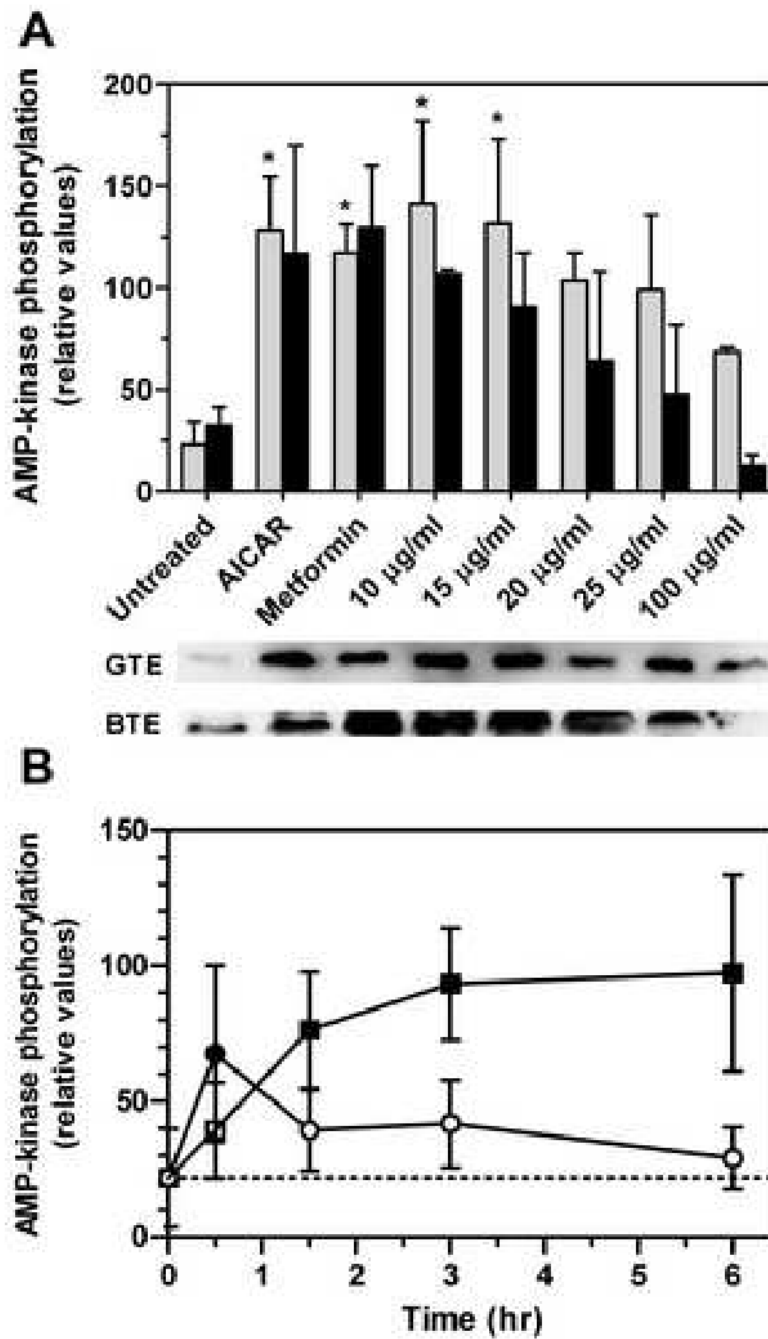 A
AMP-kinase phosphorylation
(relative values)
200
150
100
50
0
*
*
*
*
Untreated
AICAR
Metformin
10 µg/ml
15 µg/ml
20 µg/ml
25 µg/ml
100 µg/ml
GTE
BTE
B
AMP-kinase phosphorylation
(relative values)
150
100
50
0
0 1 2 3 4 5 6
Time (hr)